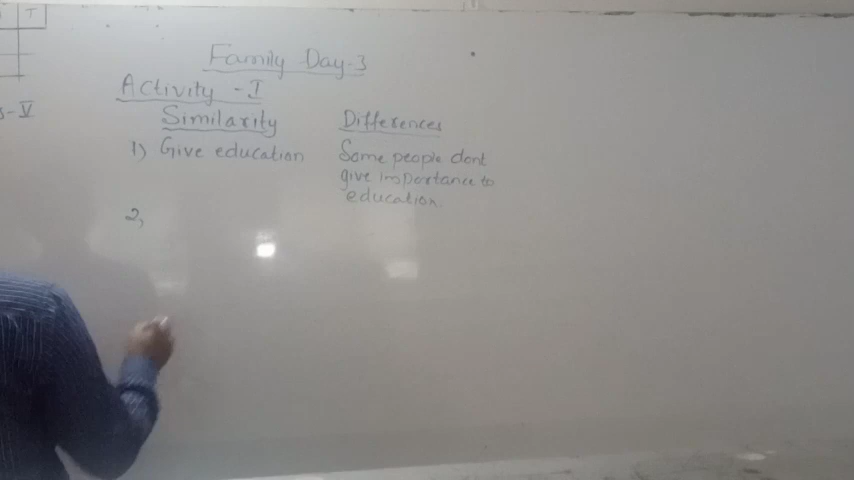 T
Family Day-3
Activity - I
Similarity Differences
1) Give education Some people dont
give importance to
education.
2,
s-V